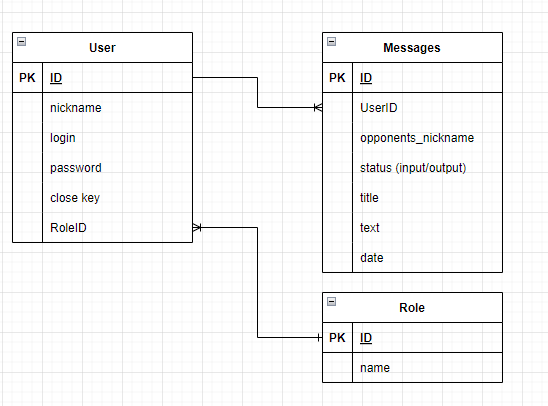 User
PK ID
nickname
login
password
close key
RoleID
Messages
PK ID
UserID
opponents_nickname
status (input/output)
title
text
date
Role
PK ID
name